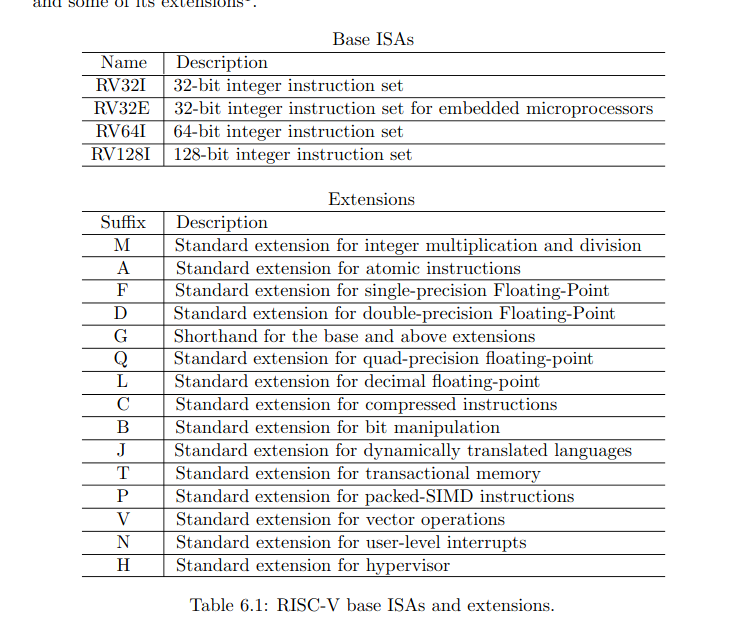 and some of its extensions
Base ISAs
Name Description
RV32I 32-bit integer instruction set
RV32E 32-bit integer instruction set for embedded microprocessors
RV64I 64-bit integer instruction set
RV128I 128-bit integer instruction set
Extensions
Suffix Description
M Standard extension for integer multiplication and division
A Standard extension for atomic instructions
F Standard extension for single-precision Floating-Point
D Standard extension for double-precision Floating-Point
G Shorthand for the base and above extensions
Q Standard extension for quad-precision floating-point
L Standard extension for decimal floating-point
C Standard extension for compressed instructions
B Standard extension for bit manipulation
J Standard extension for dynamically translated languages
T Standard extension for transactional memory
P Standard extension for packed-SIMD instructions
V Standard extension for vector operations
N Standard extension for user-level interrupts
H Standard extension for hypervisor
Table 6.1: RISC-V base ISAs and extensions.